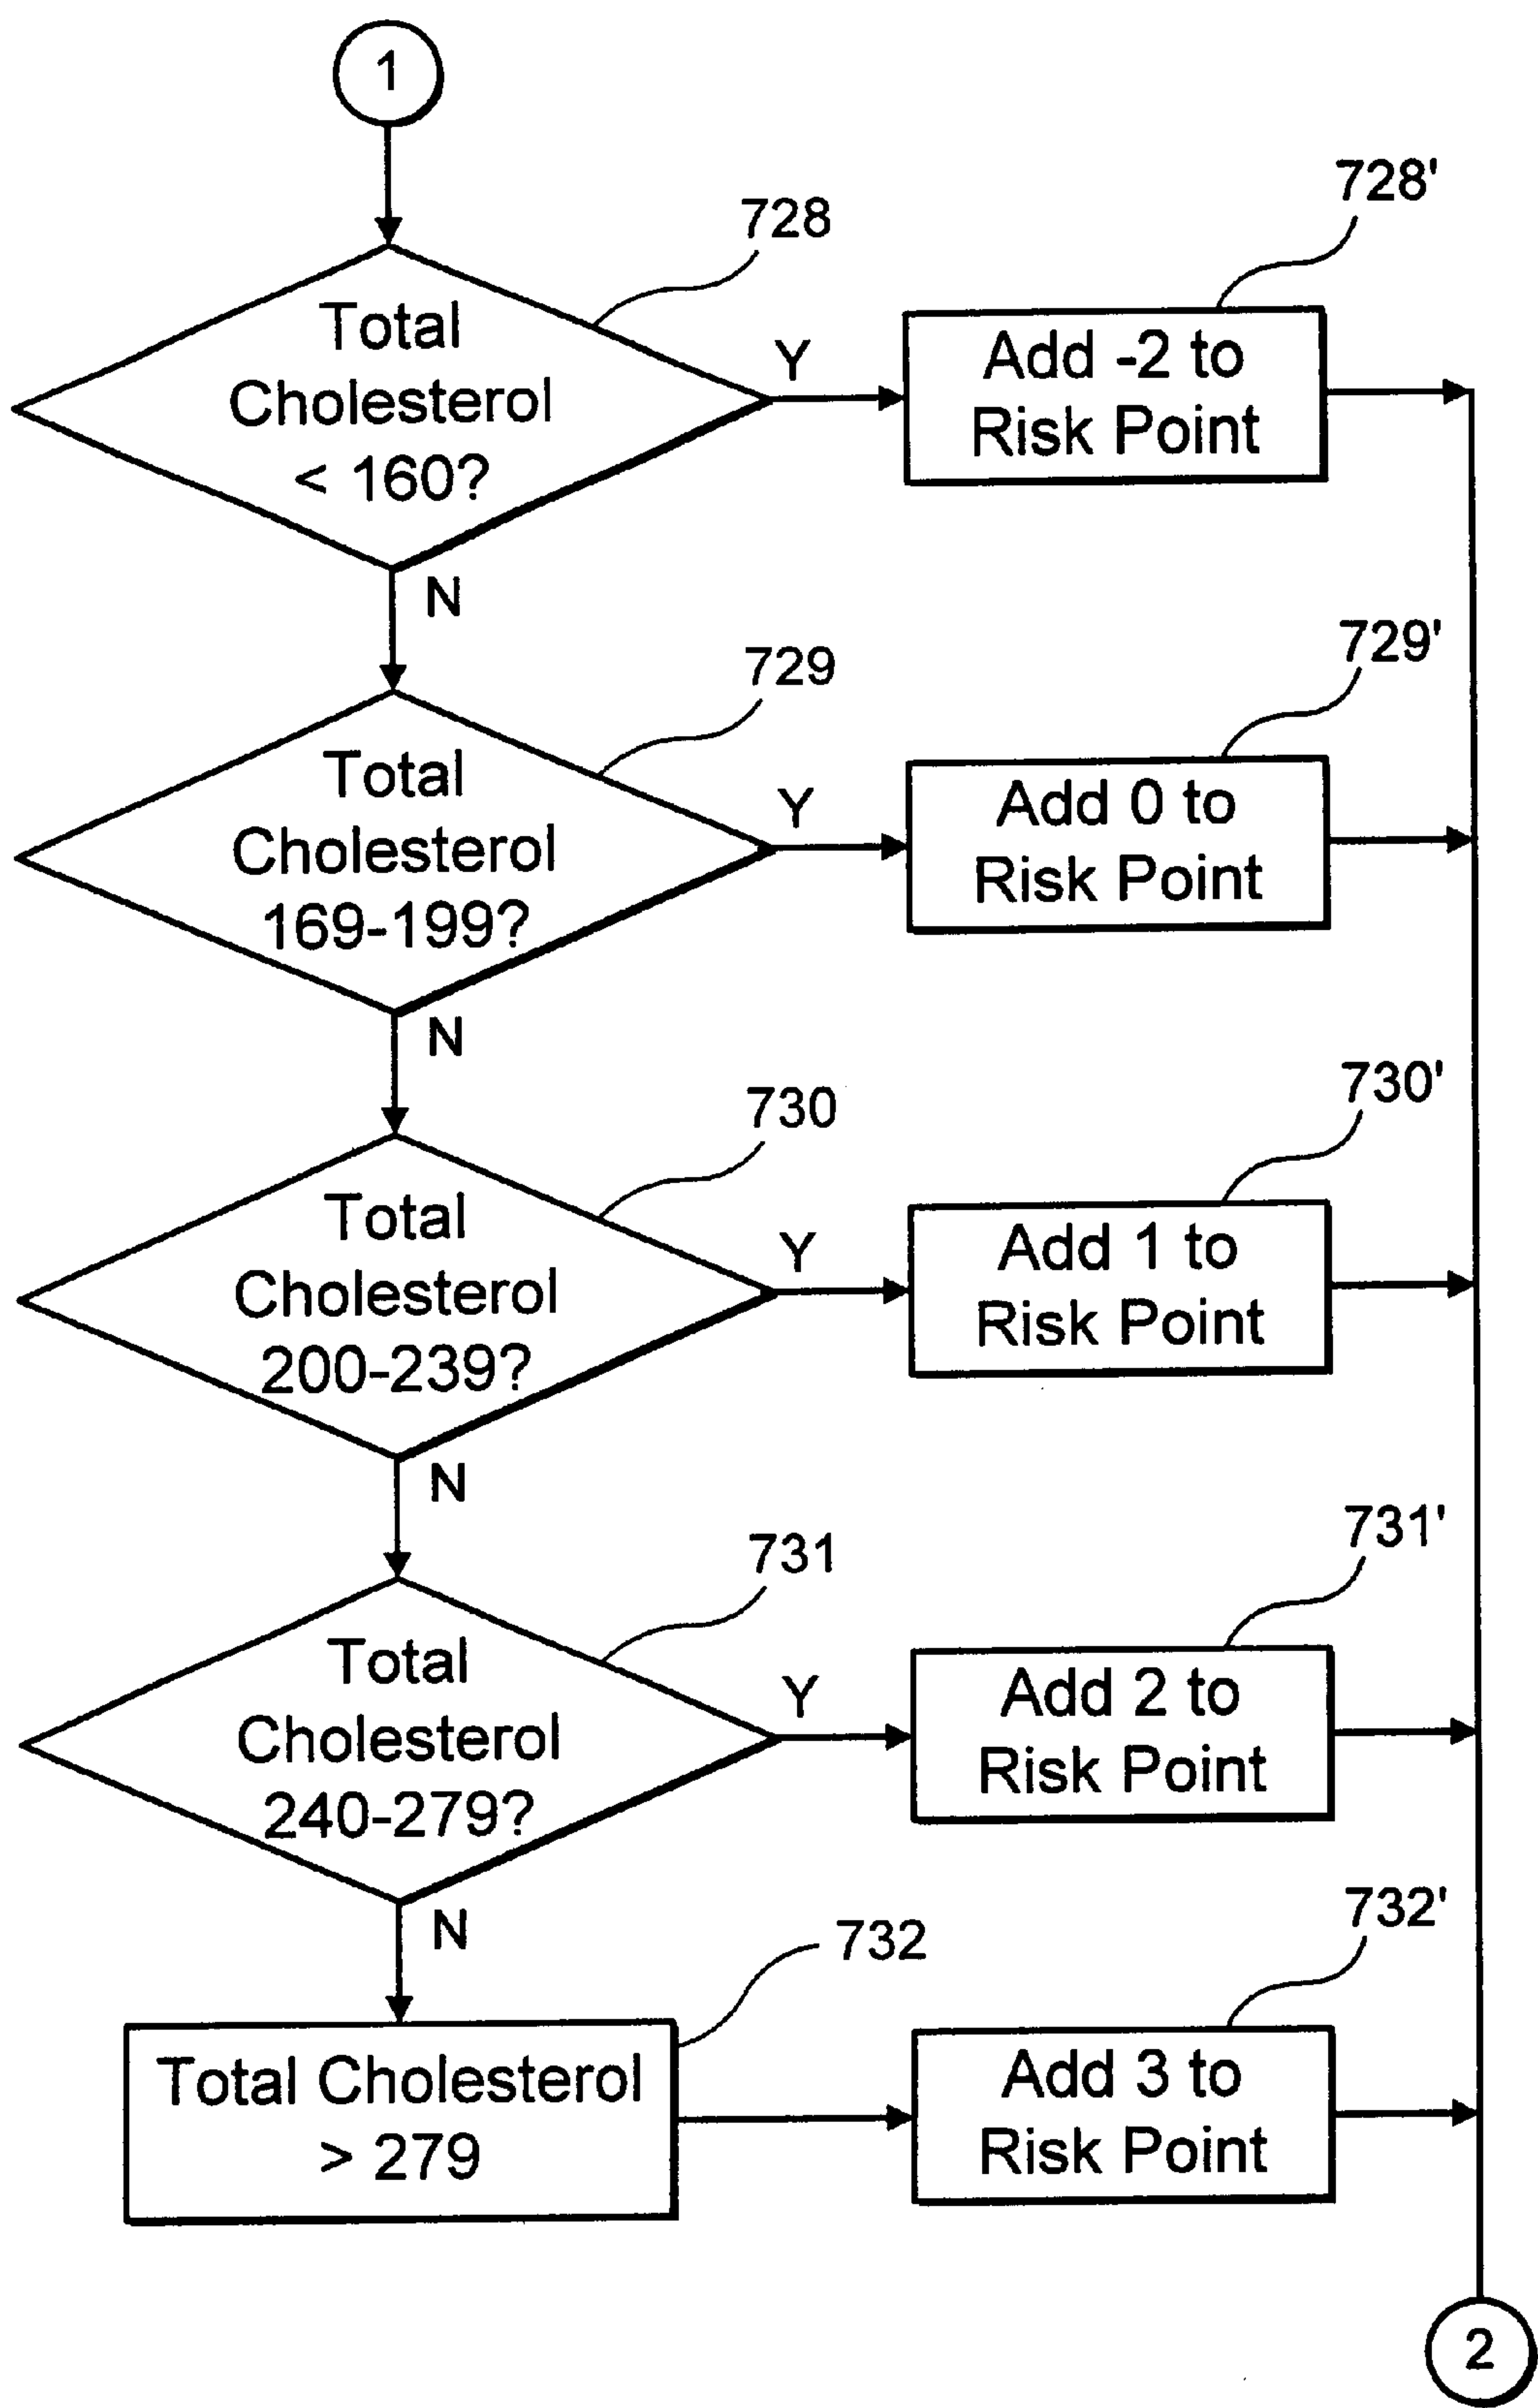 1
728
728'
Total
Cholesterol
< 160?
Y
Add -2 to
Risk Point
N
729
729'
Total
Cholesterol
169-199?
Y
Add 0 to
Risk Point
N
730
730'
Total
Cholesterol
200-239?
Y
Add 1 to
Risk Point
N
731
731'
Total
Cholesterol
240-279?
Y
Add 2 to
Risk Point
N
732
732'
Total Cholesterol
> 279
Add 3 to
Risk Point
2